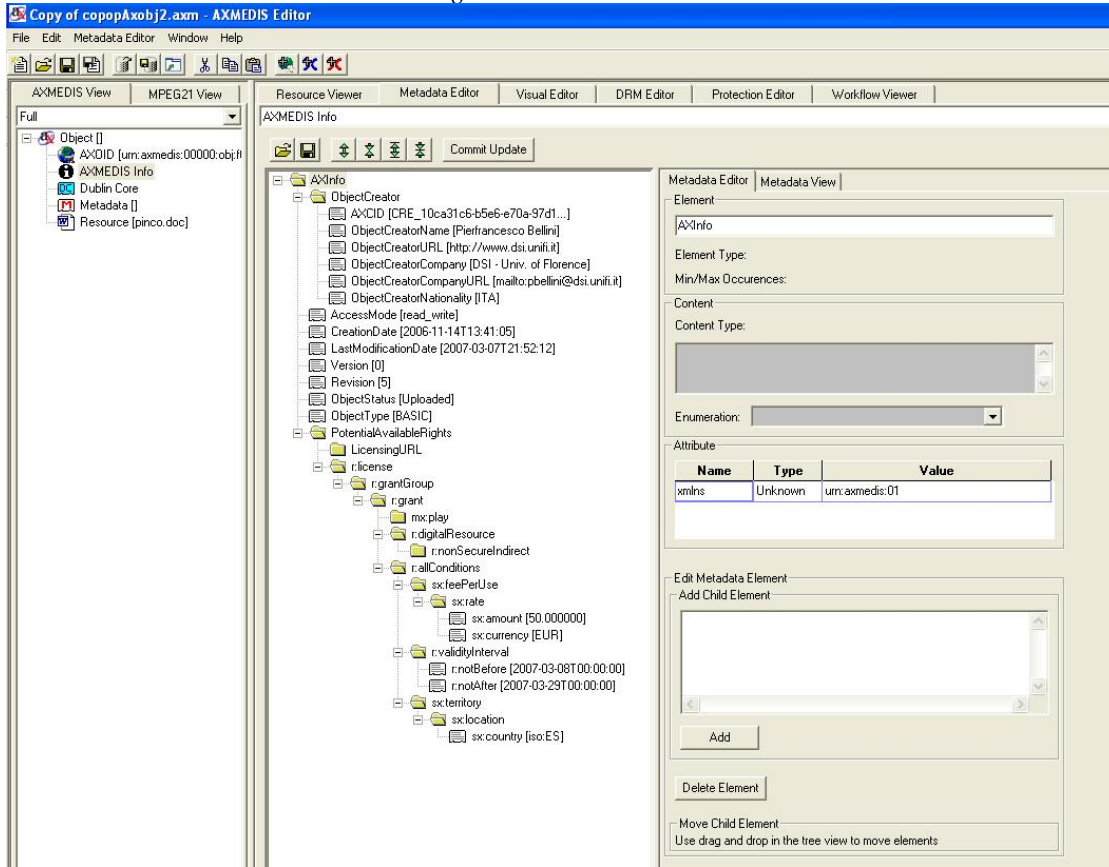 Copy of copopAxobj2.axm - AXMEDIS Editor
File Edit Metadata Editor Window Help
AXMEDIS View MPEG21 View
Full
Object []
AXOID [urn:axmedis:00000:obj:f
AXMEDIS Info
Dublin Core
Metadata []
Resource [pinco.doc]
Resource Viewer Metadata Editor Visual Editor DRM Editor Protection Editor Workflow Viewer
AXMEDIS Info
Commit Update
AXInfo
ObjectCreator
AXCID [CRE_10ca31c6-b5e6-e70a-97d1...]
ObjectCreatorName [Pierfrancesco Bellini]
ObjectCreatorURL [http://www.dsi.unifi.it]
ObjectCreatorCompany [DSI - Univ. of Florence]
ObjectCreatorCompanyURL [mailto:pbellini@dsi.unifi.it]
ObjectCreatorNationality [ITA]
AccessMode [read_write]
CreationDate [2006-11-14T13:41:05]
LastModificationDate [2007-03-07T21:52:12]
Version [0]
Revision [5]
ObjectStatus [Uploaded]
ObjectType [BASIC]
PotentialAvailableRights
LicensingURL
r:license
r:grantGroup
r:grant
mx:play
r:digitalResource
r:nonSecureIndirect
r:allConditions
sx:feePerUse
sx:rate
sx:amount [50.000000]
sx:currency [EUR]
r:validityInterval
r:notBefore [2007-03-08T00:00:00]
r:notAfter [2007-03-29T00:00:00]
sx:territory
sx:location
sx:country [iso:ES]
Metadata Editor Metadata View
Element
AXInfo
Element Type:
Min/Max Occurences:
Content
Content Type:
Enumeration:
Attribute
Name Type Value
xmlns Unknown urn:axmedis:01
Edit Metadata Element
Add Child Element
Add
Delete Element
Move Child Element
Use drag and drop in the tree view to move elements